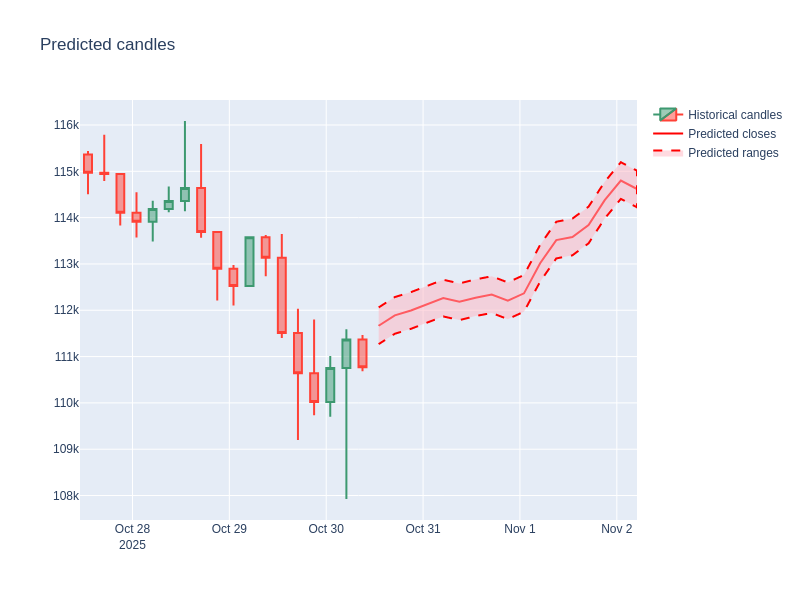 Predicted candles
Historical candles
Predicted closes
Predicted ranges
116k
115k
114k
113k
112k
111k
110k
109k
108k
Oct 28
2025
Oct 29
Oct 30
Oct 31
Nov 1
Nov 2